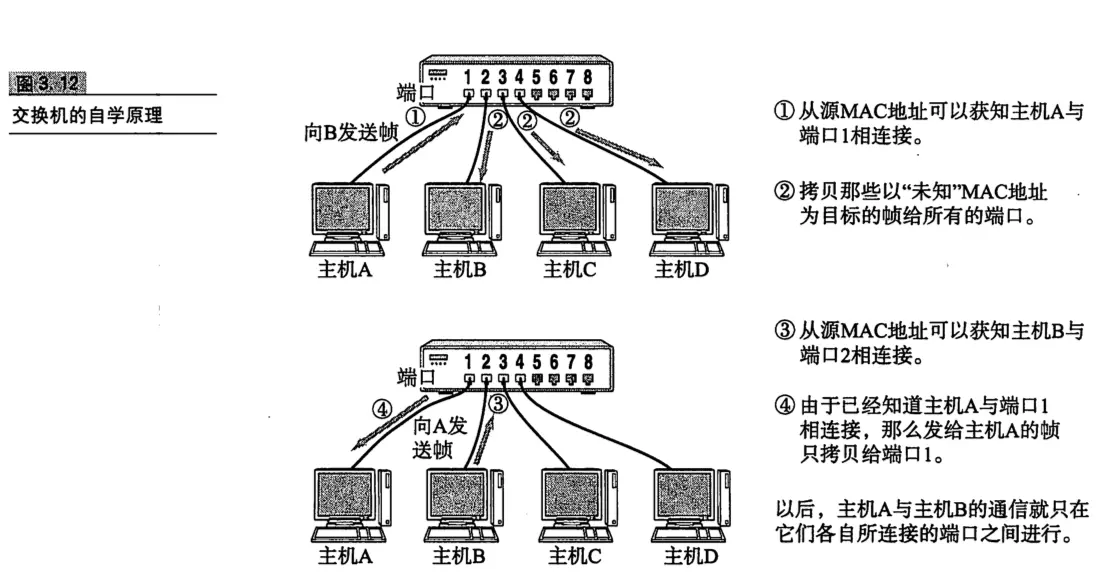 图3.12
交换机的自学原理
1 2 3 4 5 6 7 8
端口
①
向B发送帧
② ② ②
主机A 主机B 主机C 主机D
①从源MAC地址可以获知主机A与
端口1相连接。
②拷贝那些以“未知”MAC地址
为目标的帧给所有的端口。
1 2 3 4 5 6 7 8
端口
④ ③
向A发
送帧
主机A 主机B 主机C 主机D
③从源MAC地址可以获知主机B与
端口2相连接。
④由于已经知道主机A与端口1
相连接，那么发给主机A的帧
只拷贝给端口1。
以后，主机A与主机B的通信就只在
它们各自所连接的端口之间进行。